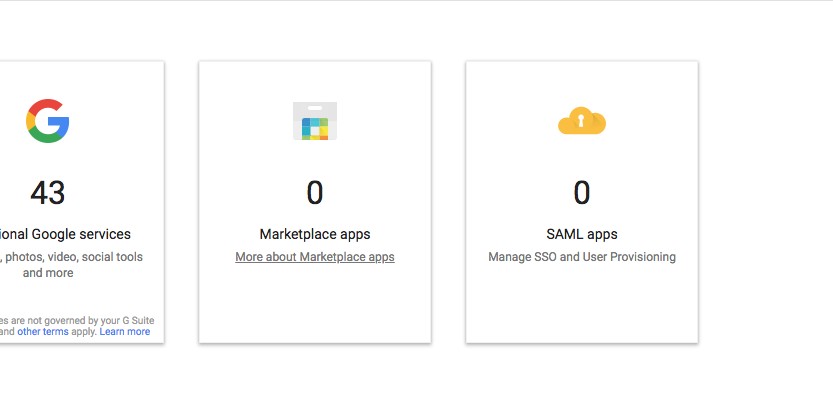 43
ional Google services
, photos, video, social tools
and more
es are not governed by your G Suite
and other terms apply. Learn more
0
Marketplace apps
More about Marketplace apps
0
SAML apps
Manage SSO and User Provisioning